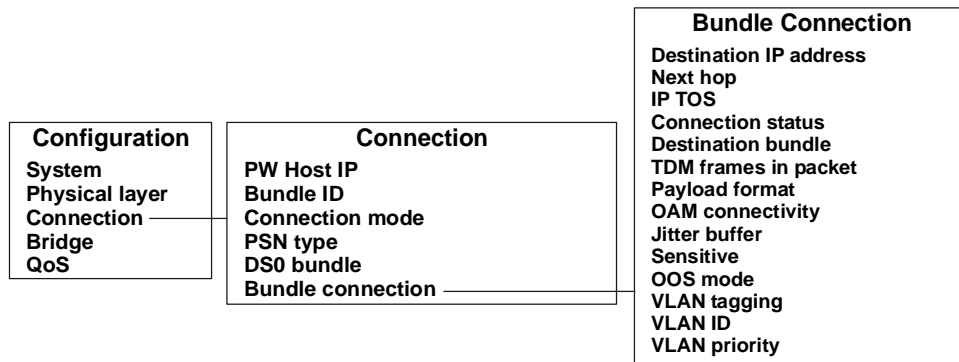 Configuration
System
Physical layer
Connection
Bridge
QoS
Connection
PW Host IP
Bundle ID
Connection mode
PSN type
DS0 bundle
Bundle connection
Bundle Connection
Destination IP address
Next hop
IP TOS
Connection status
Destination bundle
TDM frames in packet
Payload format
OAM connectivity
Jitter buffer
Sensitive
OOS mode
VLAN tagging
VLAN ID
VLAN priority